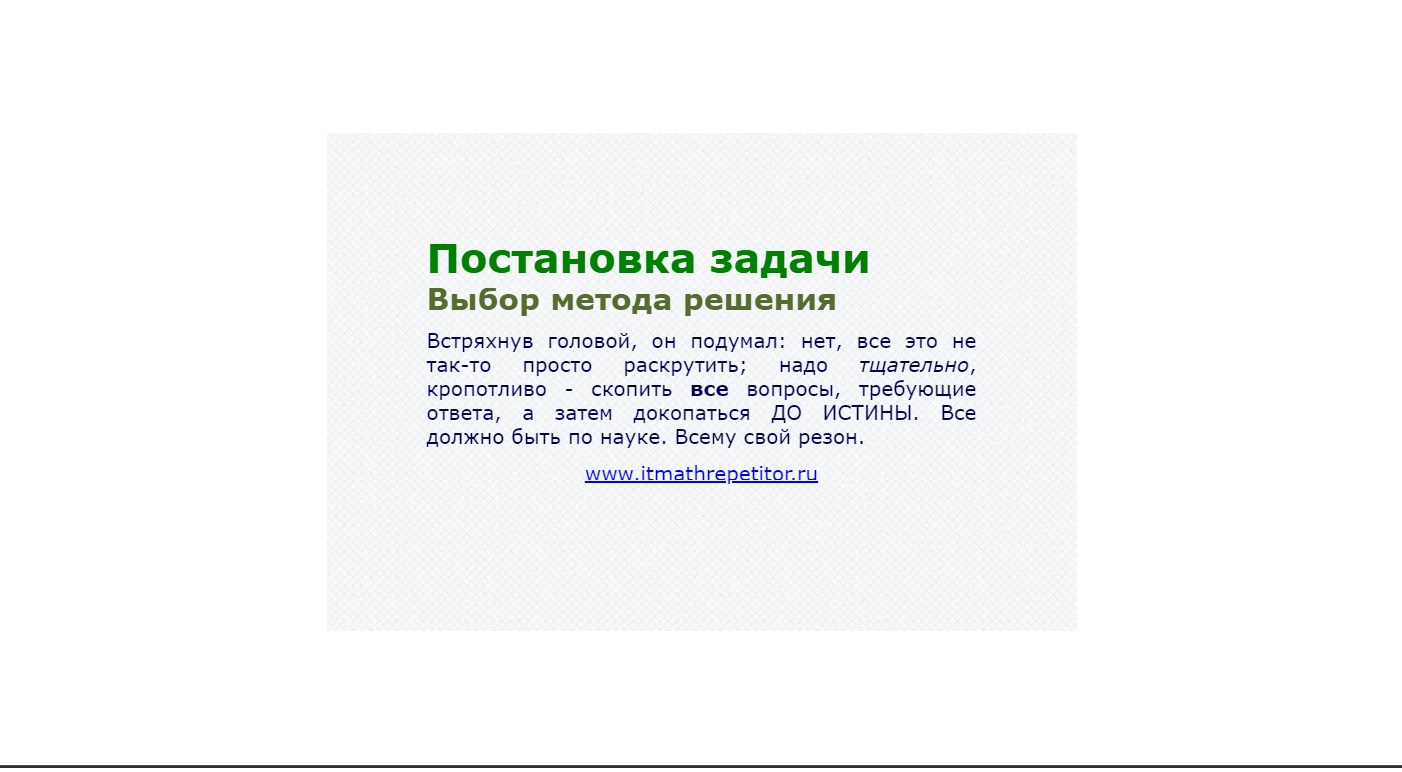 Постановка задачи
Выбор метода решения
Встряхнув головой, он подумал: нет, все это не
так-то просто раскрутить; надо тщательно,
кропотливо - скопить все вопросы, требующие
ответа, а затем докопаться ДО ИСТИНЫ. Все
должно быть по науке. Всему свой резон.
www.itmathrepetitor.ru